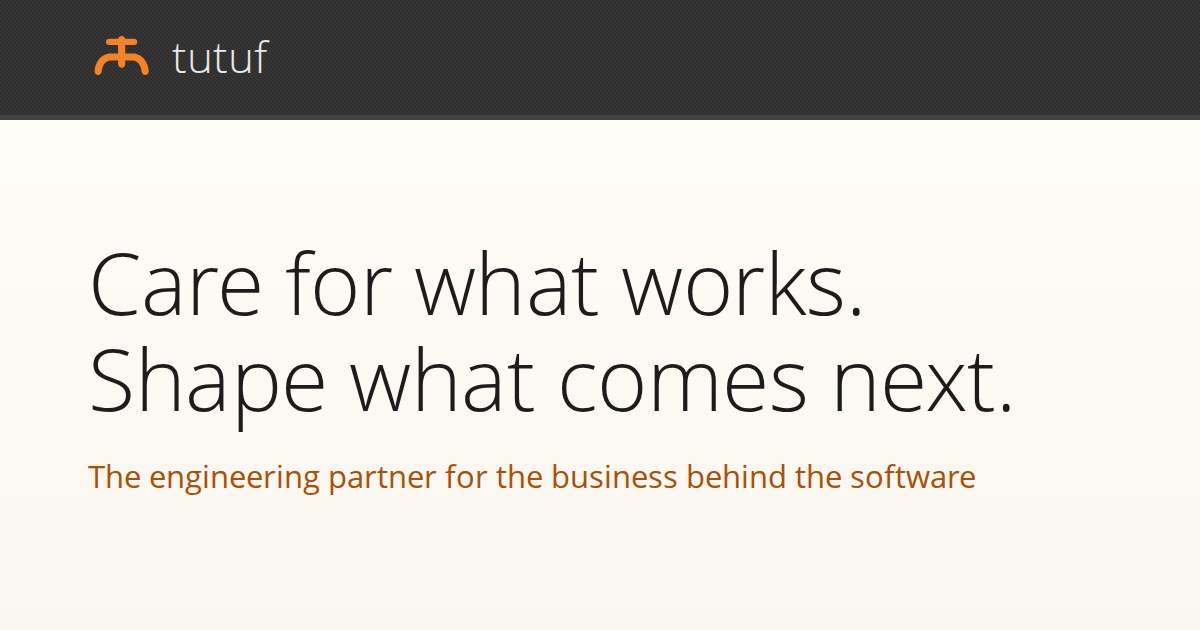 tutuf
Care for what works.
Shape what comes next.
The engineering partner for the business behind the software